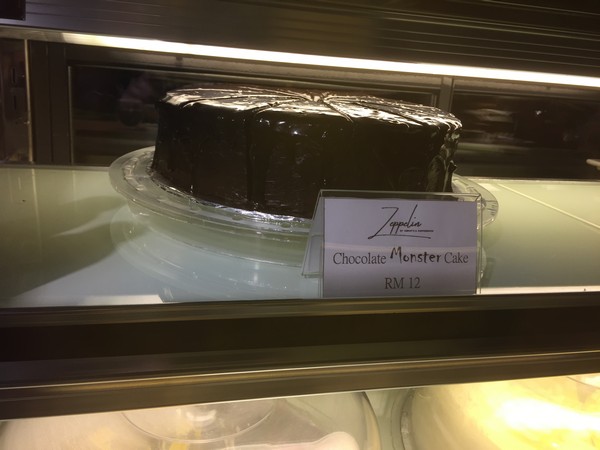 Zeppelin
Chocolate Monster Cake
RM 12